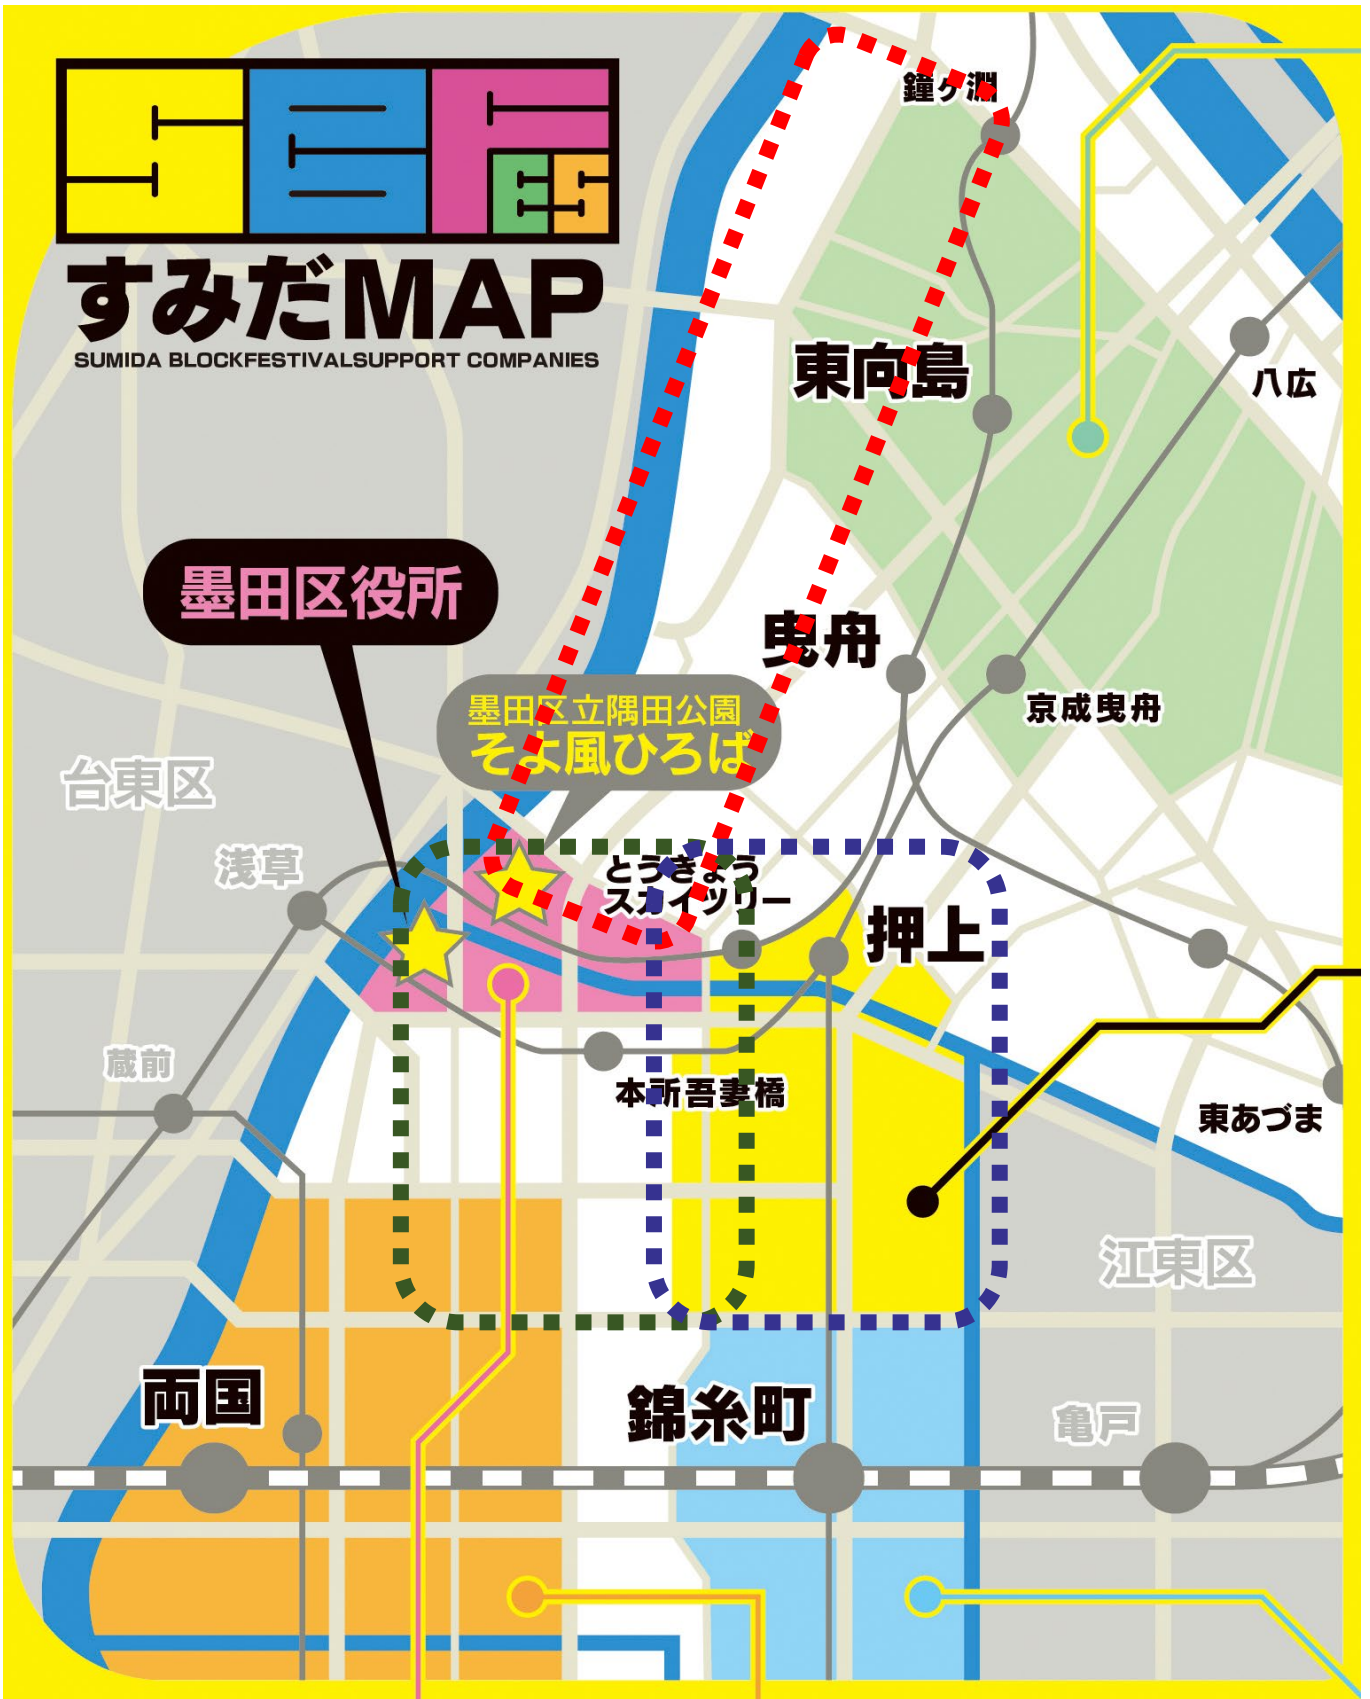 SBFES
すみだMAP
SUMIDA BLOCKFESTIVALSUPPORT COMPANIES
鐘ヶ淵
東向島
八広
墨田区役所
曳舟
京成曳舟
墨田区立隅田公園
そよ風ひろば
台東区
浅草
とうきょう
スカイツリー
押上
蔵前
本所吾妻橋
東あづま
江東区
両国
錦糸町
亀戸